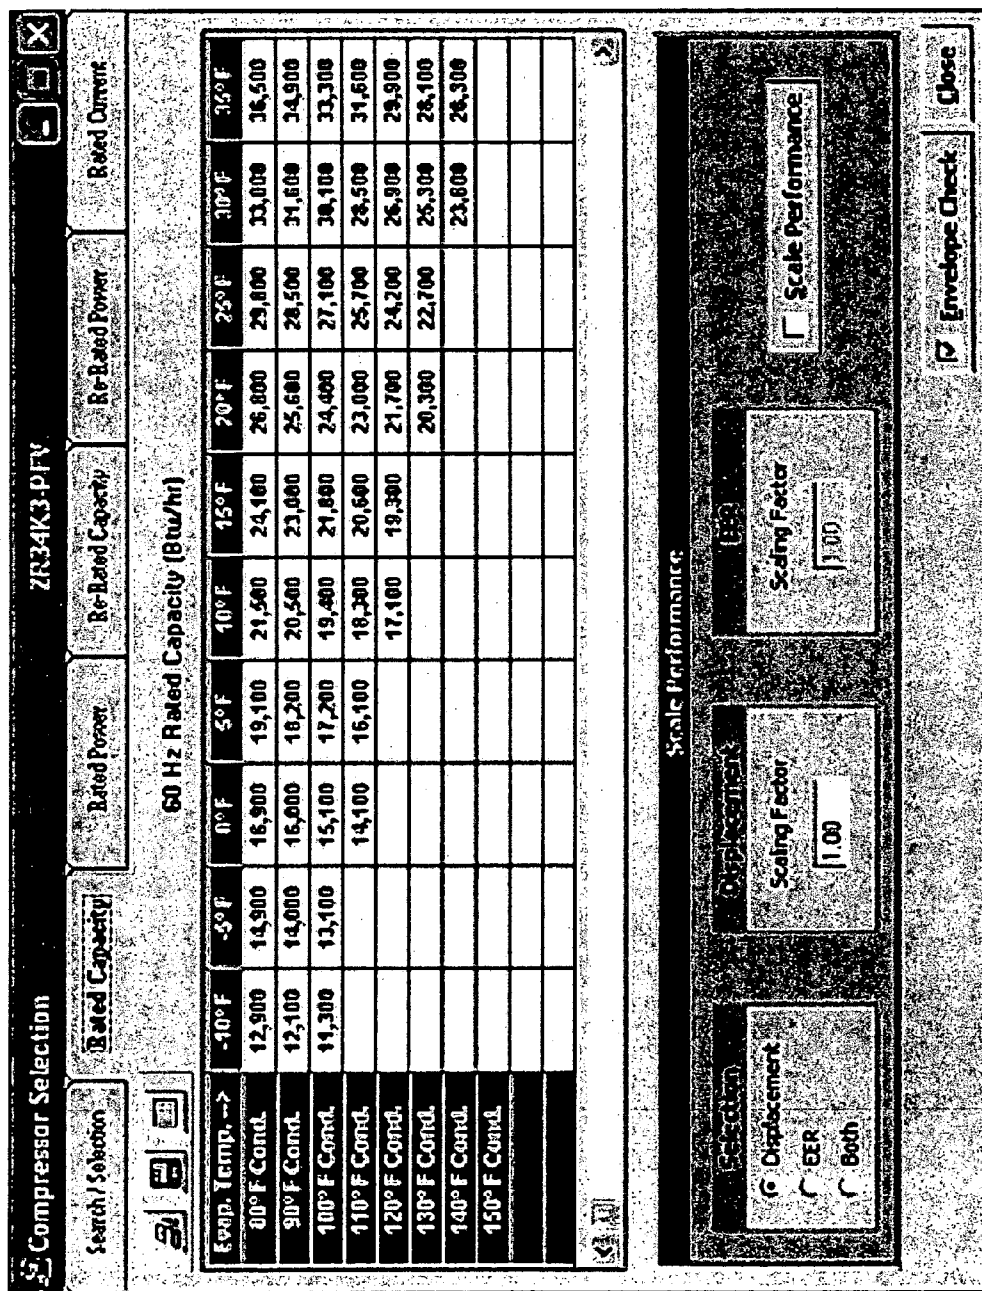 Compressor Selection ZR34K3-PFV
Search / Selection Rated Capacity Rated Power Re-Rated Capacity Re-Rated Power Rated Current
60 Hz Rated Capacity (Btu/hr)
Evap. Temp. --> -10° F -5° F 0° F 5° F 10° F 15° F 20° F 25° F 30° F 35° F
80° F Cond. 12,900 14,900 16,900 19,100 21,500 24,100 26,800 29,800 33,000 36,500
90° F Cond. 12,100 14,000 16,000 18,200 20,500 23,000 25,600 28,500 31,600 34,900
100° F Cond. 11,300 13,100 15,100 17,200 19,400 21,800 24,400 27,100 30,100 33,300
110° F Cond. 14,100 16,100 18,300 20,600 23,000 25,700 28,500 31,600
120° F Cond. 17,100 19,300 21,700 24,200 26,900 29,900
130° F Cond. 20,300 22,700 25,300 28,100
140° F Cond. 23,600 26,300
150° F Cond.
Scale Performance
Selection Displacement EER
Displacement
EER
Both
Scaling Factor
1.00
Scaling Factor
1.00
Scale Performance
Envelope Check Close